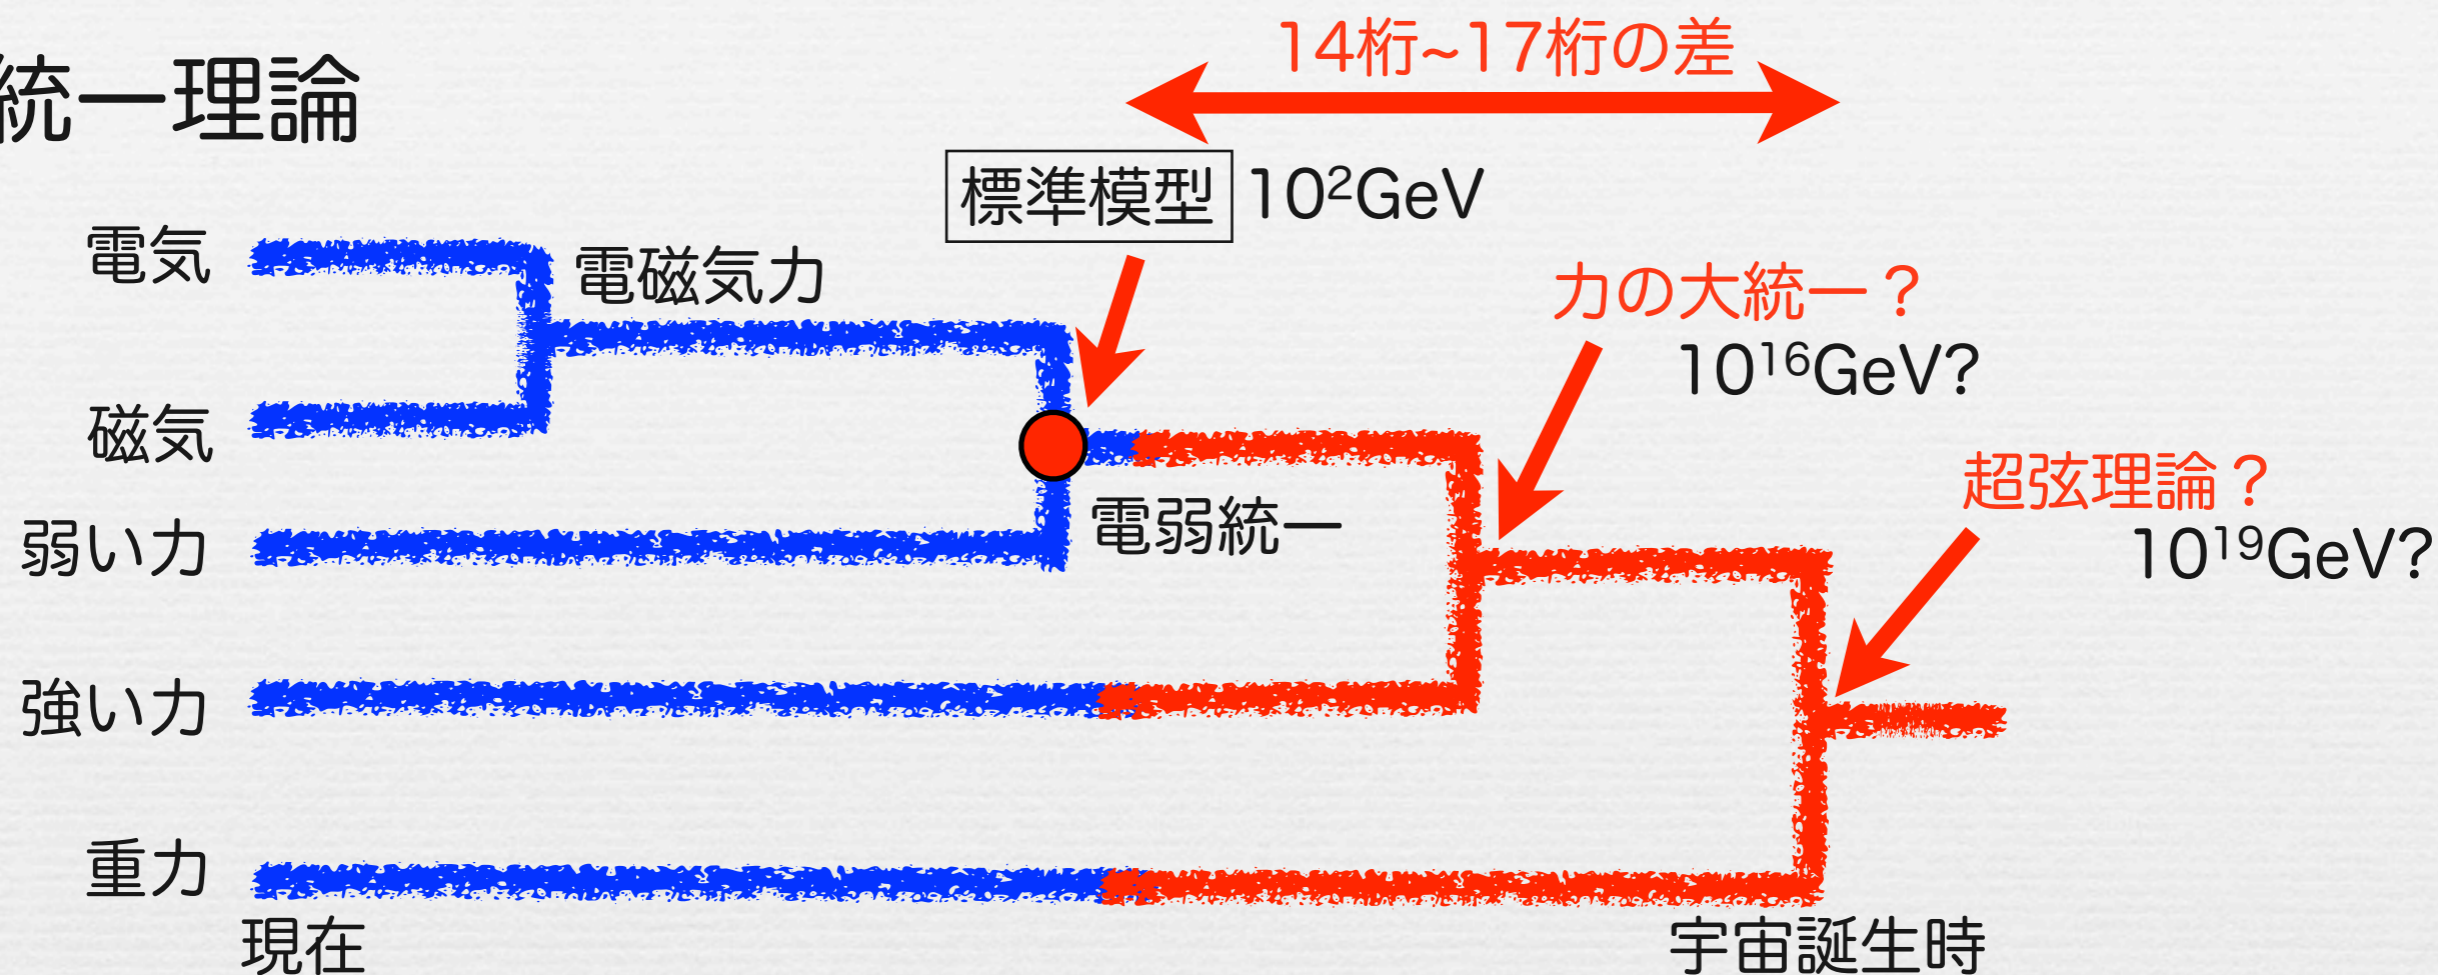 14桁~17桁の差
統一理論
標準模型 10²GeV
電気
電磁気力
力の大統一？
10¹⁶GeV?
磁気
超弦理論？
10¹⁹GeV?
弱い力
電弱統一
強い力
重力
現在
宇宙誕生時